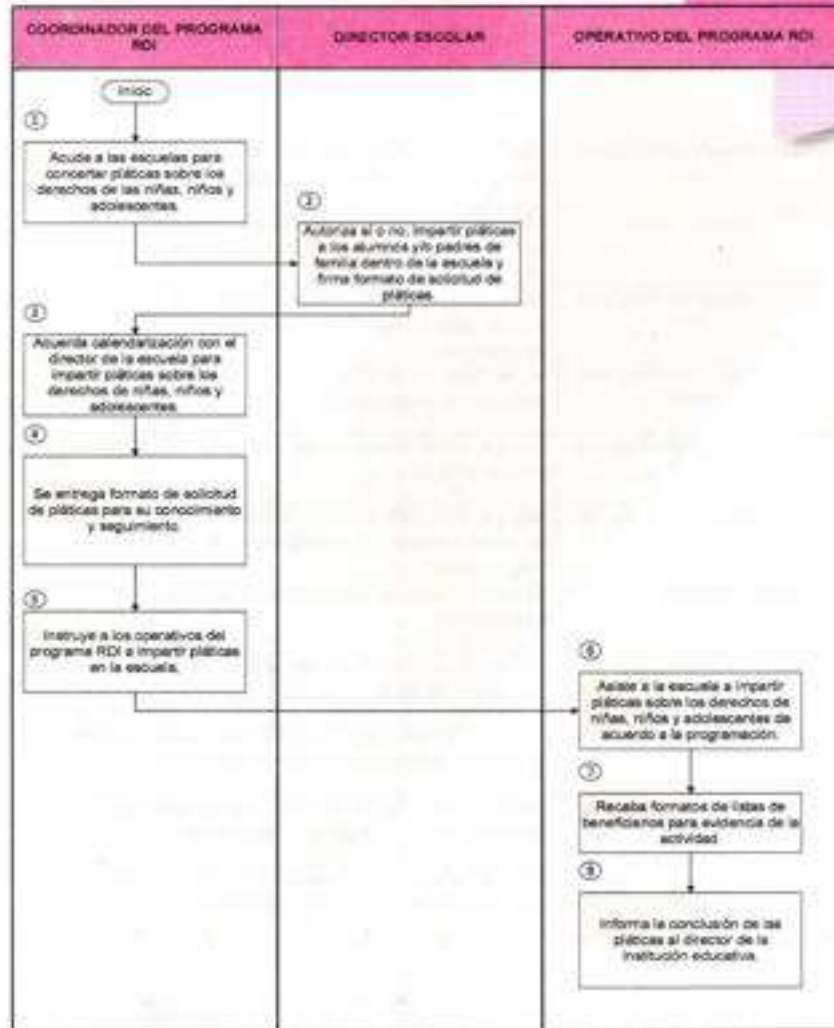 COORDINADOR DEL PROGRAMA
RDI
DIRECTOR ESCOLAR
OPERATIVO DEL PROGRAMA RDI
Inicio
1
Acude a las escuelas para
concertar pláticas sobre los
derechos de las niñas, niños y
adolescentes.
2
Autoriza sí o no, impartir pláticas
a los alumnos y/o padres de
familia dentro de la escuela y
firma formato de solicitud de
pláticas.
3
Acuerda calendarización con el
director de la escuela para
impartir pláticas sobre los
derechos de niñas, niños y
adolescentes.
4
Se entrega formato de solicitud
de pláticas para su conocimiento
y seguimiento.
5
Instruye a los operativos del
programa RDI a impartir pláticas
en la escuela.
6
Asiste a la escuela a impartir
pláticas sobre los derechos de
niñas, niños y adolescentes de
acuerdo a la programación.
7
Recaba formatos de listas de
beneficiarios para evidencia de la
actividad
8
Informa la conclusión de las
pláticas al director de la
institución educativa.